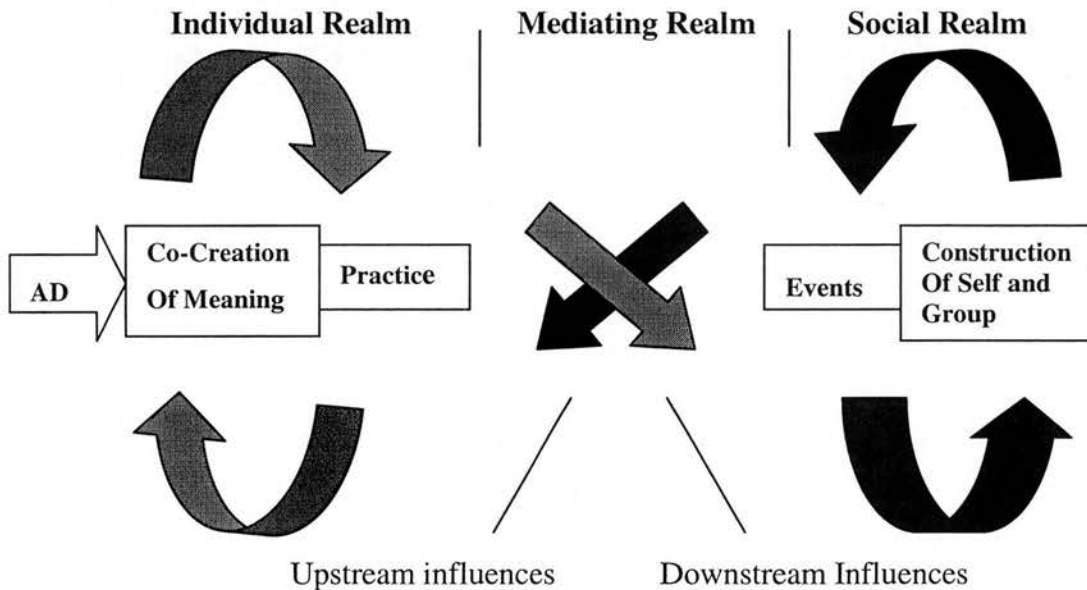 Individual Realm
Mediating Realm
Social Realm
AD
Co-Creation
Of Meaning
Practice
Events
Construction
Of Self and
Group
Upstream influences
Downstream Influences